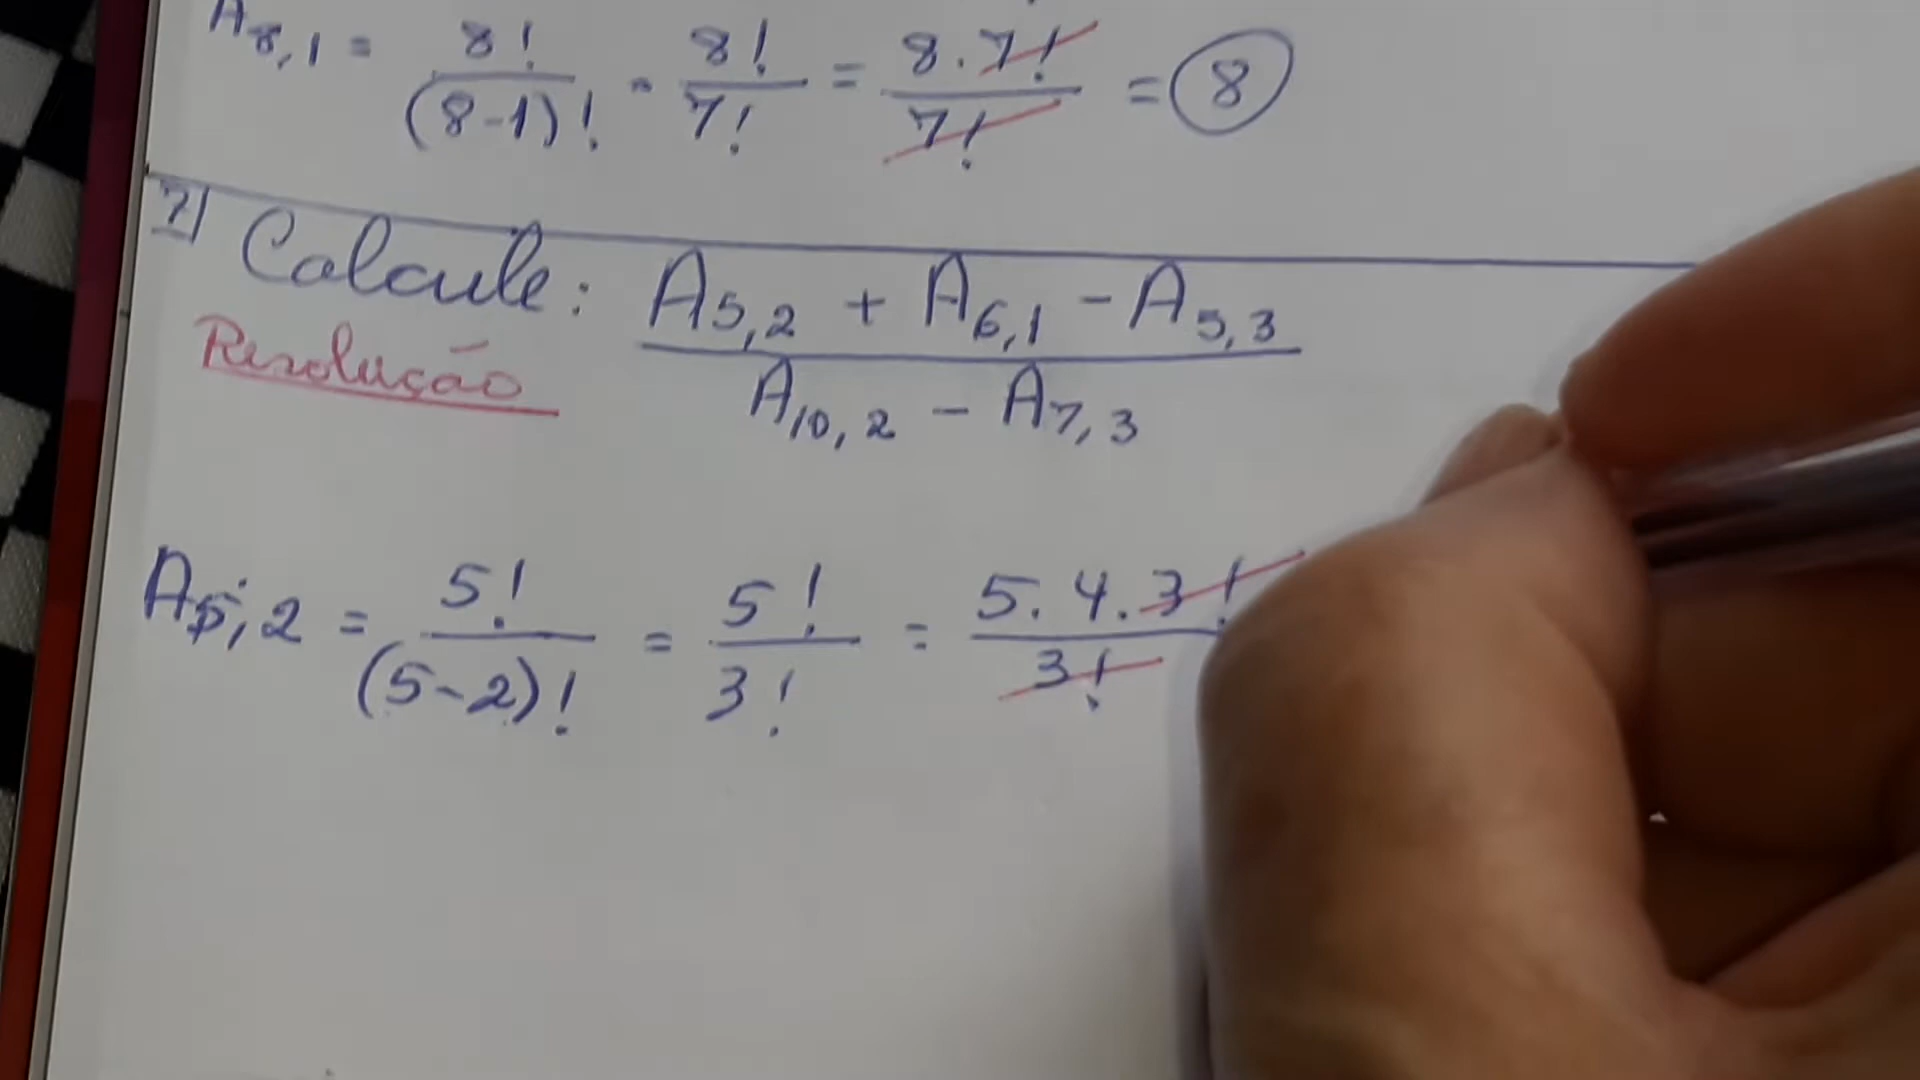 A8,1 = 8!/(8-1)! = 8!/7! = 8.7!/7! = 8
7) Calcule: A5,2 + A6,1 - A5,3 / A10,2 - A7,3
Resolução
A5,2 = 5!/(5-2)! = 5!/3! = 5.4.3!/3!